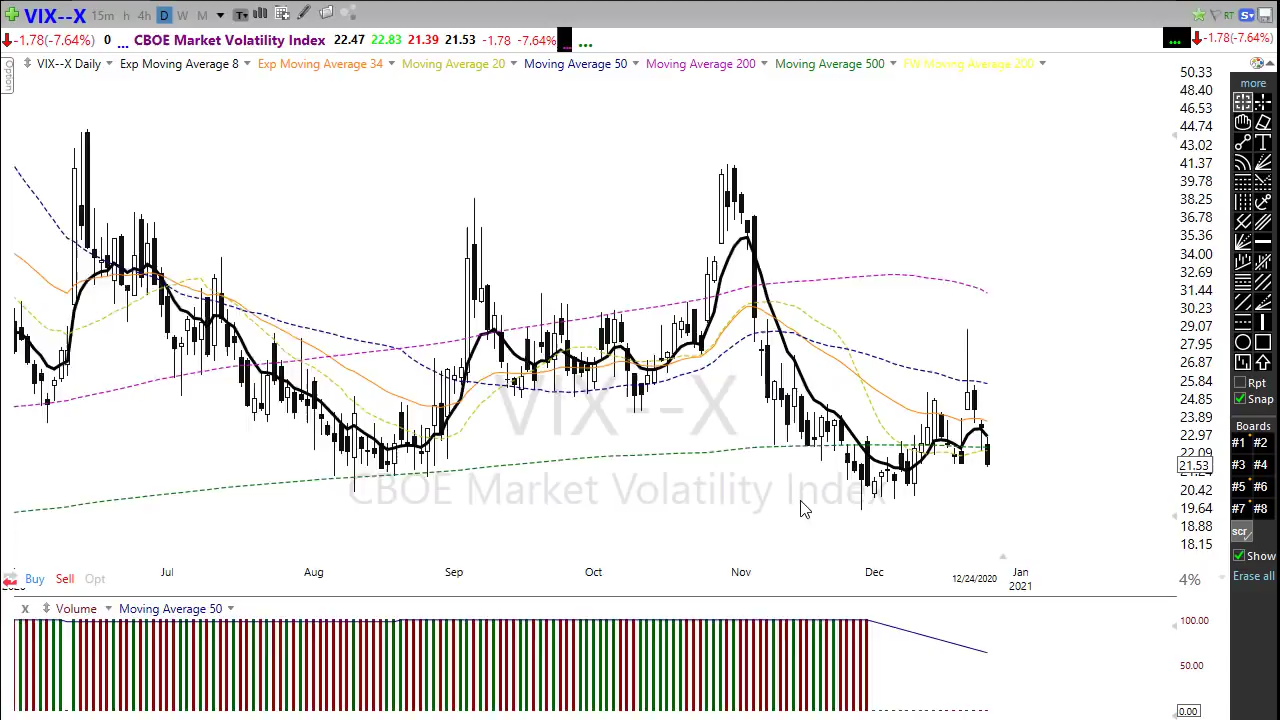 VIX--X 15m h 4h D W M T RT S
-1.78(-7.64%) 0 ... CBOE Market Volatility Index 22.47 22.83 21.39 21.53 -1.78 -7.64% ... ... ... -1.78(-7.64%)
Option VIX--X Daily Exp Moving Average 8 Exp Moving Average 34 Moving Average 20 Moving Average 50 Moving Average 200 Moving Average 500 FW Moving Average 200
50.33
48.40
46.53
44.74
43.02
41.37
39.78
38.25
36.78
35.36
34.00
32.69
31.44
30.23
29.07
27.95
26.87
25.84
24.85
23.89
22.97
22.09
21.53
20.42
19.64
18.88
18.15
more
T
Rpt
Snap
Boards
#1 #2
#3 #4
#5 #6
#7 #8
scr
Show
Erase all
VIX--X
CBOE Market Volatility Index
Jul Aug Sep Oct Nov Dec 12/24/2020 Jan
2021
Buy Sell Opt 4%
x Volume Moving Average 50
100.00
50.00
0.00